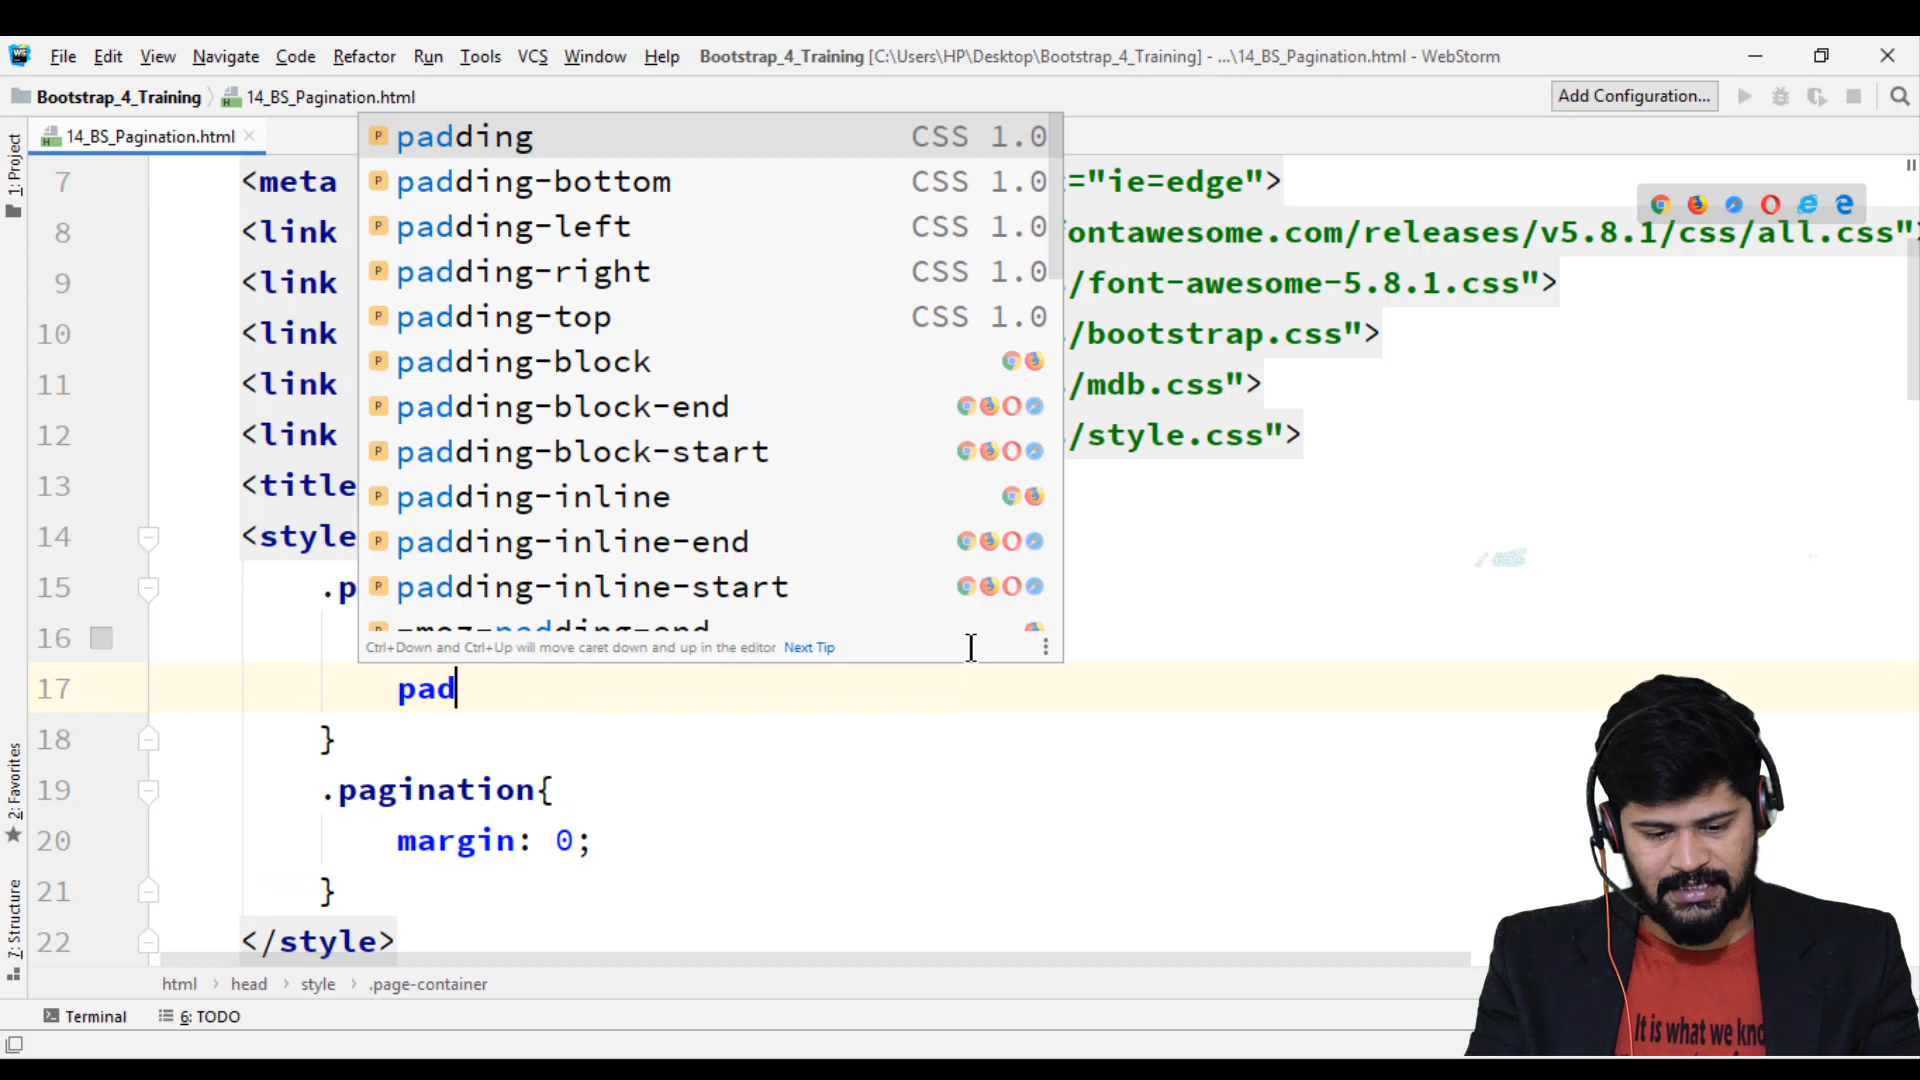 WS File Edit View Navigate Code Refactor Run Tools VCS Window Help Bootstrap_4_Training [C:\Users\HP\Desktop\Bootstrap_4_Training] - ...\14_BS_Pagination.html - WebStorm
Bootstrap_4_Training 14_BS_Pagination.html Add Configuration...
14_BS_Pagination.html
1: Project
2: Favorites
7: Structure
padding CSS 1.0
padding-bottom CSS 1.0
padding-left CSS 1.0
padding-right CSS 1.0
padding-top CSS 1.0
padding-block
padding-block-end
padding-block-start
padding-inline
padding-inline-end
padding-inline-start
-moz-padding-end
Ctrl+Down and Ctrl+Up will move caret down and up in the editor Next Tip
7 <meta ="ie=edge">
8 <link fontawesome.com/releases/v5.8.1/css/all.css"
9 <link /font-awesome-5.8.1.css">
10 <link /bootstrap.css">
11 <link /mdb.css">
12 <link /style.css">
13 <title
14 <style
15 .p
16
17 pad
18 }
19 .pagination{
20 margin: 0;
21 }
22 </style>
html head style .page-container
Terminal 6: TODO
It is what we kno